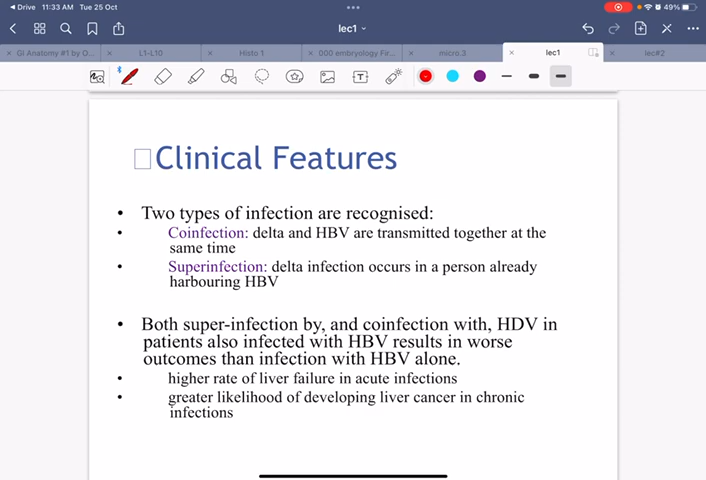 Drive 11:33 AM Tue 25 Oct 49%
lec1
GI Anatomy #1 by O... L1-L10 Histo 1 000 embryology Fir... micro.3 lec1 lec#2
Clinical Features
• Two types of infection are recognised:
• Coinfection: delta and HBV are transmitted together at the
same time
• Superinfection: delta infection occurs in a person already
harbouring HBV
• Both super-infection by, and coinfection with, HDV in
patients also infected with HBV results in worse
outcomes than infection with HBV alone.
• higher rate of liver failure in acute infections
• greater likelihood of developing liver cancer in chronic
infections